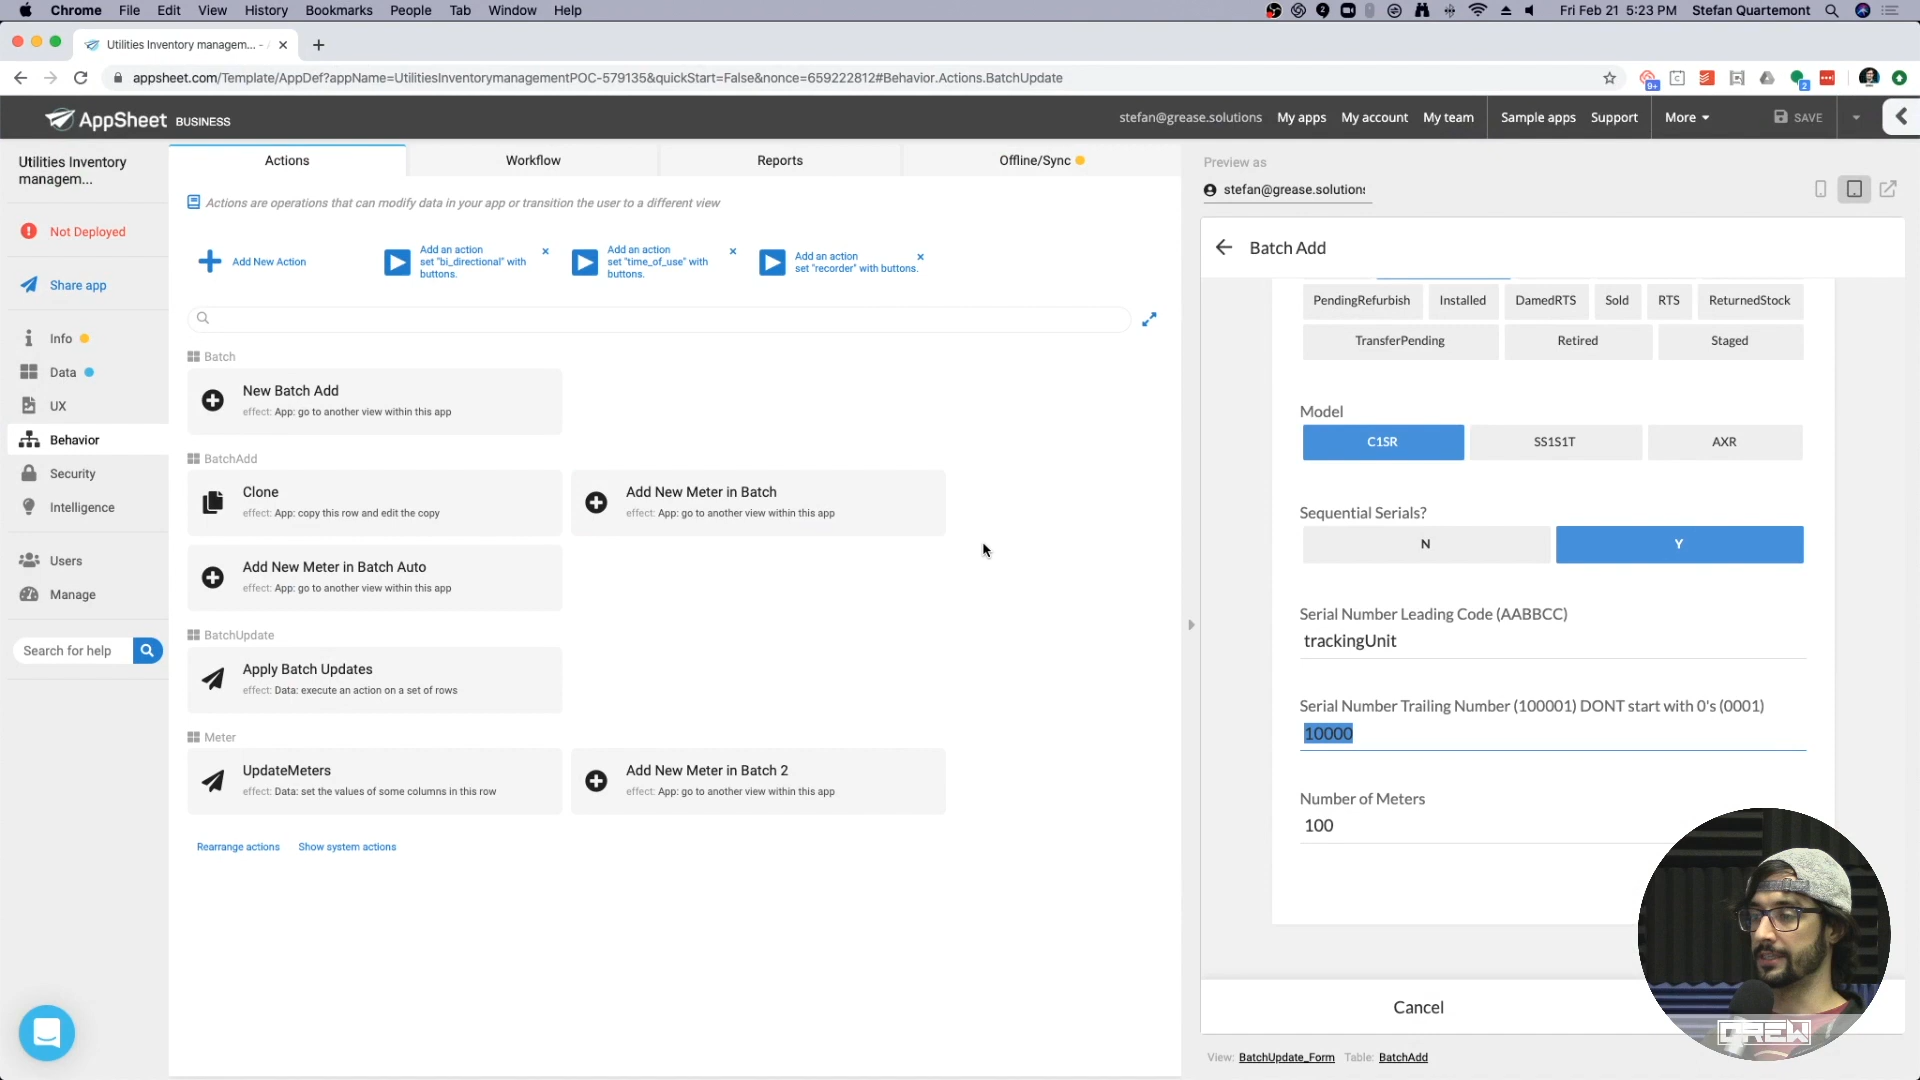 Chrome File Edit View History Bookmarks People Tab Window Help
Fri Feb 21 5:23 PM Stefan Quartemont
Utilities Inventory managem... -
appsheet.com/Template/AppDef?appName=UtilitiesInventorymanagementPOC-579135&quickStart=False&nonce=659222812#Behavior.Actions.BatchUpdate
9+
2
AppSheet BUSINESS
stefan@grease.solutions My apps My account My team Sample apps Support More SAVE
Utilities Inventory
managem...
Not Deployed
Share app
Info
Data
UX
Behavior
Security
Intelligence
Users
Manage
Search for help
Actions Workflow Reports Offline/Sync
Actions are operations that can modify data in your app or transition the user to a different view
Add New Action
Add an action
set "bi_directional" with
buttons.
Add an action
set "time_of_use" with
buttons.
Add an action
set "recorder" with buttons.
Batch
New Batch Add
effect: App: go to another view within this app
BatchAdd
Clone
effect: App: copy this row and edit the copy
Add New Meter in Batch
effect: App: go to another view within this app
Add New Meter in Batch Auto
effect: App: go to another view within this app
BatchUpdate
Apply Batch Updates
effect: Data: execute an action on a set of rows
Meter
UpdateMeters
effect: Data: set the values of some columns in this row
Add New Meter in Batch 2
effect: App: go to another view within this app
Rearrange actions Show system actions
Preview as
stefan@grease.solutions
Batch Add
PendingRefurbish Installed DamedRTS Sold RTS ReturnedStock
TransferPending Retired Staged
Model
C1SR SS1S1T AXR
Sequential Serials?
N Y
Serial Number Leading Code (AABBCC)
trackingUnit
Serial Number Trailing Number (100001) DONT start with 0's (0001)
10000
Number of Meters
100
Cancel
View: BatchUpdate_Form Table: BatchAdd
QREW